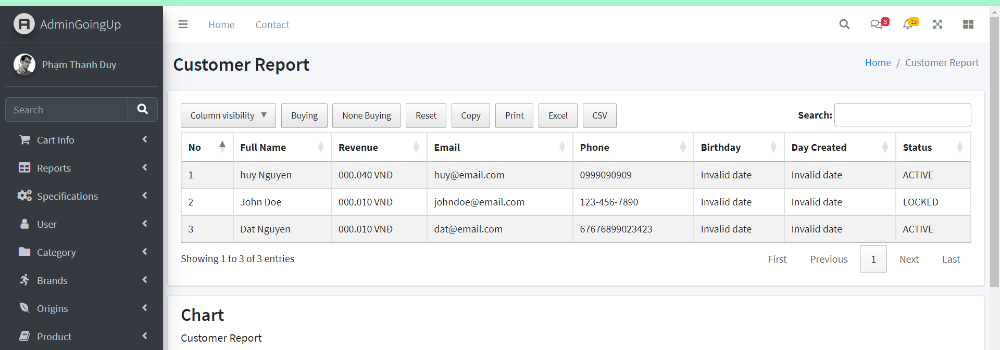 AdminGoingUp
Home Contact
3
15
Phạm Thanh Duy
Customer Report
Home / Customer Report
Search
Cart Info
Reports
Specifications
User
Category
Brands
Origins
Product
Column visibility ▼ Buying None Buying Reset Copy Print Excel CSV
Search:
No Full Name Revenue Email Phone Birthday Day Created Status
1 huy Nguyen 000.040 VNĐ huy@email.com 0999090909 Invalid date Invalid date ACTIVE
2 John Doe 000.010 VNĐ johndoe@email.com 123-456-7890 Invalid date Invalid date LOCKED
3 Dat Nguyen 000.010 VNĐ dat@email.com 67676899023423 Invalid date Invalid date ACTIVE
Showing 1 to 3 of 3 entries
First Previous 1 Next Last
Chart
Customer Report